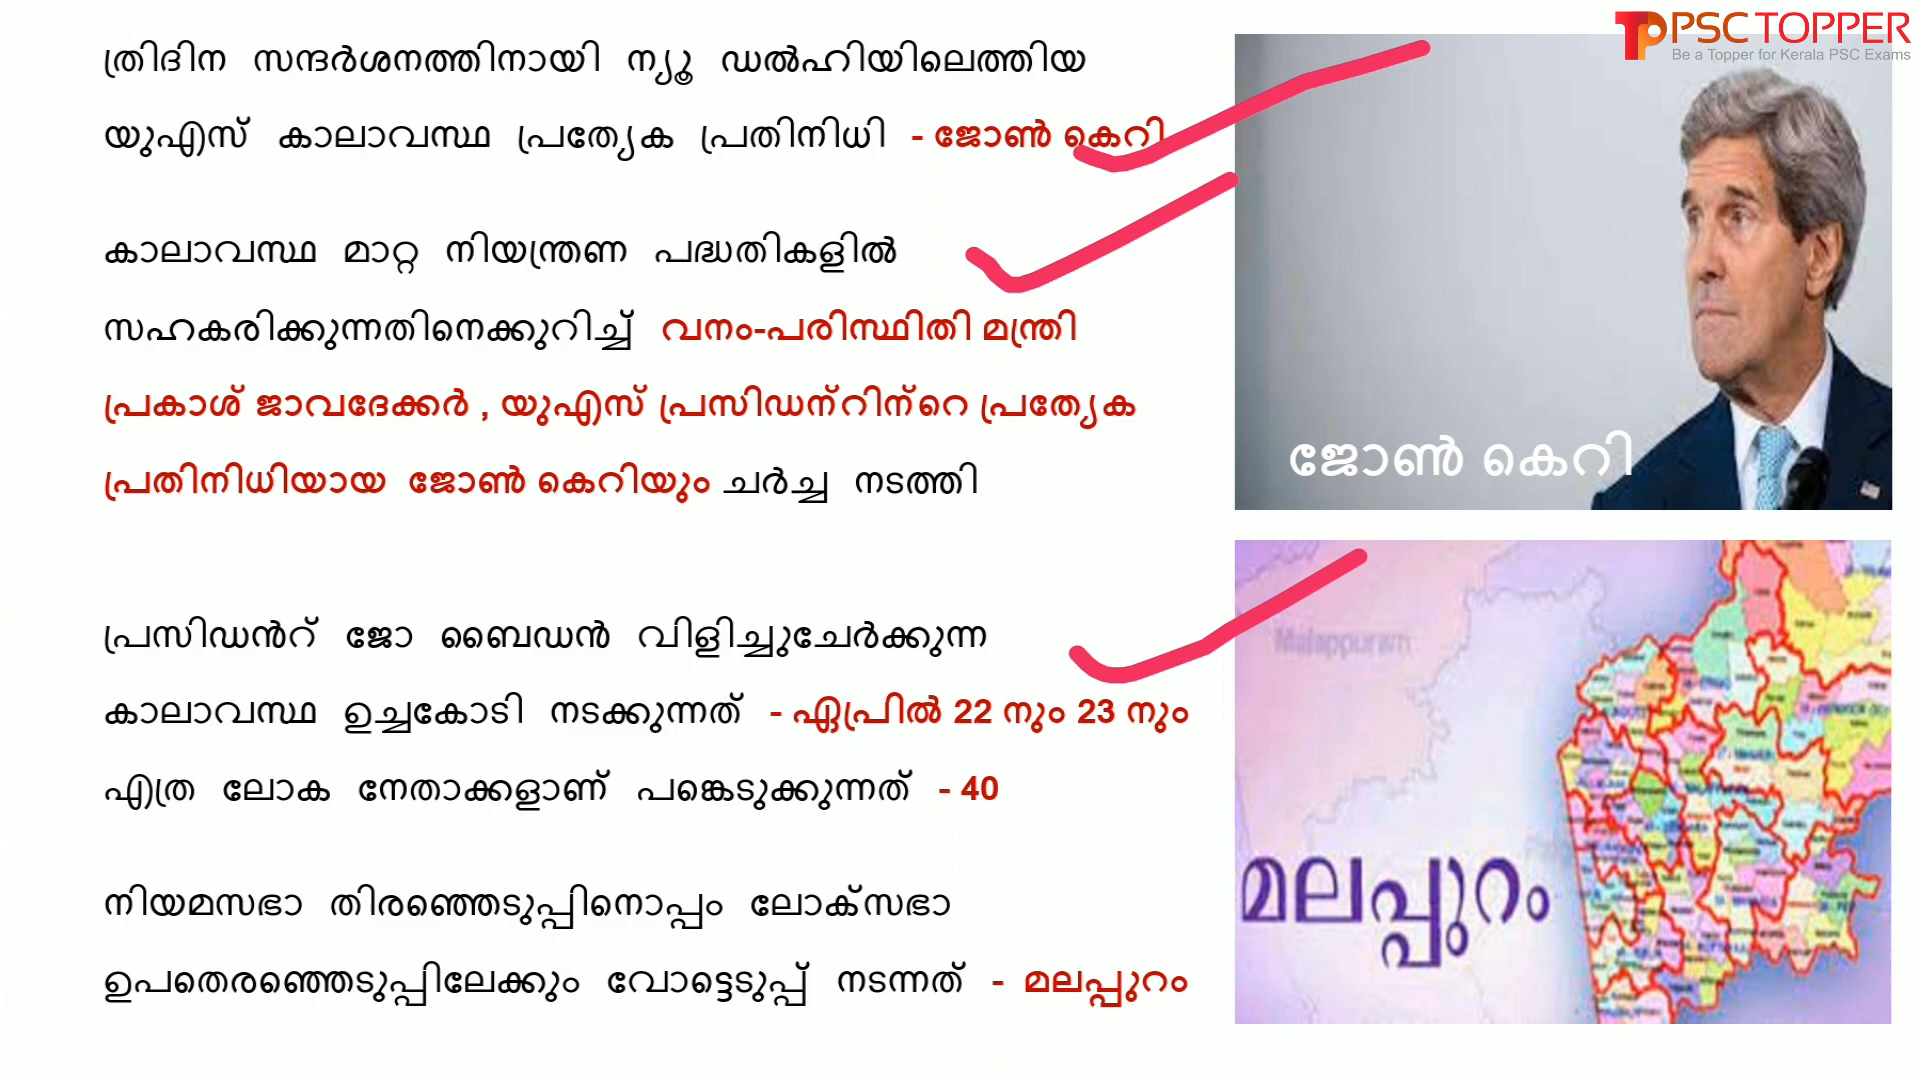 PSC TOPPER
Be a Topper for Kerala PSC Exams
ത്രിദിന സന്ദർശനത്തിനായി ന്യൂ ഡൽഹിയിലെത്തിയ
യുഎസ് കാലാവസ്ഥ പ്രത്യേക പ്രതിനിധി - ജോൺ കെറി
കാലാവസ്ഥ മാറ്റ നിയന്ത്രണ പദ്ധതികളിൽ
സഹകരിക്കുന്നതിനെക്കുറിച്ച് വനം-പരിസ്ഥിതി മന്ത്രി
പ്രകാശ് ജാവദേക്കർ , യുഎസ് പ്രസിഡന്റിന്റെ പ്രത്യേക
പ്രതിനിധിയായ ജോൺ കെറിയും ചർച്ച നടത്തി
ജോൺ കെറി
പ്രസിഡൻറ് ജോ ബൈഡൻ വിളിച്ചുചേർക്കുന്ന
കാലാവസ്ഥ ഉച്ചകോടി നടക്കുന്നത് - ഏപ്രിൽ 22 നും 23 നും
എത്ര ലോക നേതാക്കളാണ് പങ്കെടുക്കുന്നത് - 40
നിയമസഭാ തിരഞ്ഞെടുപ്പിനൊപ്പം ലോക്സഭാ
ഉപതെരഞ്ഞെടുപ്പിലേക്കും വോട്ടെടുപ്പ് നടന്നത് - മലപ്പുറം
Malappuram
മലപ്പുറം